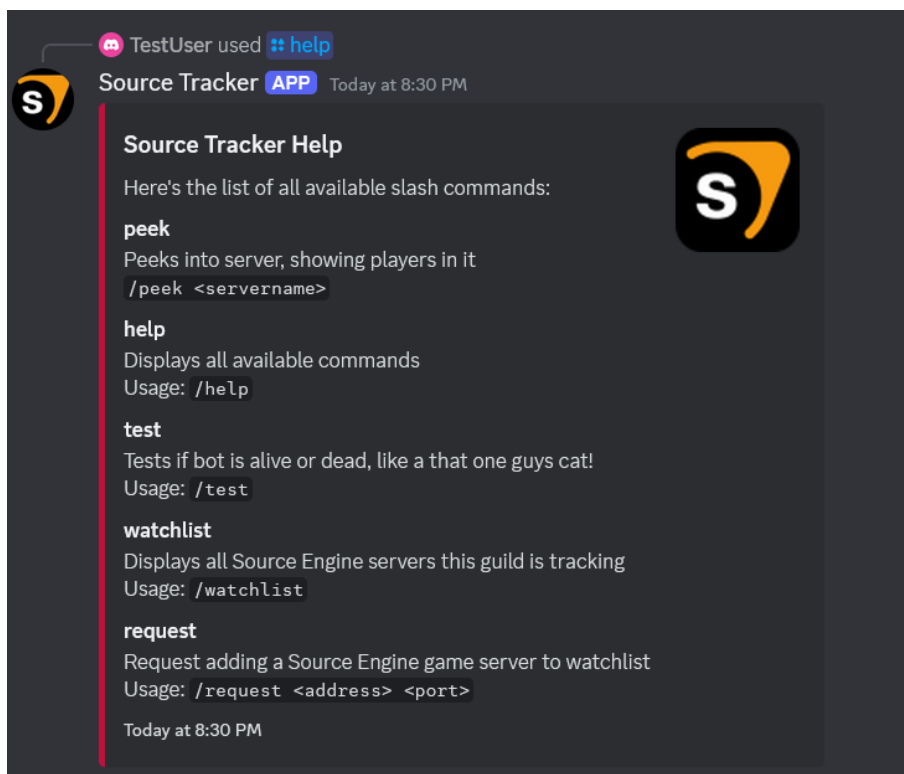 TestUser used help
Source Tracker APP Today at 8:30 PM
S
Source Tracker Help
S
Here's the list of all available slash commands:
peek
Peeks into server, showing players in it
/peek <servername>
help
Displays all available commands
Usage: /help
test
Tests if bot is alive or dead, like a that one guys cat!
Usage: /test
watchlist
Displays all Source Engine servers this guild is tracking
Usage: /watchlist
request
Request adding a Source Engine game server to watchlist
Usage: /request <address> <port>
Today at 8:30 PM